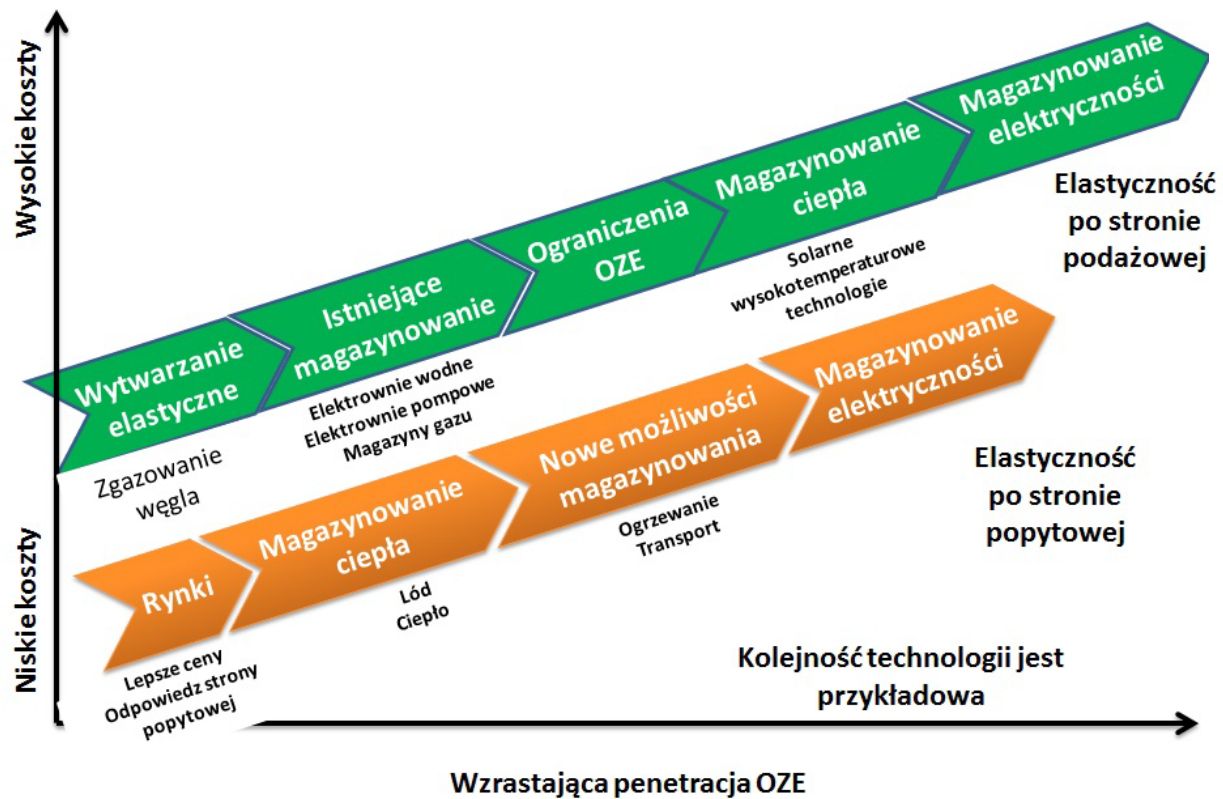 Wysokie koszty
Niskie koszty
Wytwarzanie
elastyczne
Zgazowanie
węgla
Istniejące
magazynowanie
Elektrownie wodne
Elektrownie pompowe
Magazyny gazu
Ograniczenia
OZE
Magazynowanie
ciepła
Solarne
wysokotemperaturowe
technologie
Magazynowanie
elektryczności
Elastyczność
po stronie
podażowej
Rynki
Lepsze ceny
Odpowiedz strony
popytowej
Magazynowanie
ciepła
Lód
Ciepło
Nowe możliwości
magazynowania
Ogrzewanie
Transport
Magazynowanie
elektryczności
Elastyczność
po stronie
popytowej
Kolejność technologii jest
przykładowa
Wzrastająca penetracja OZE